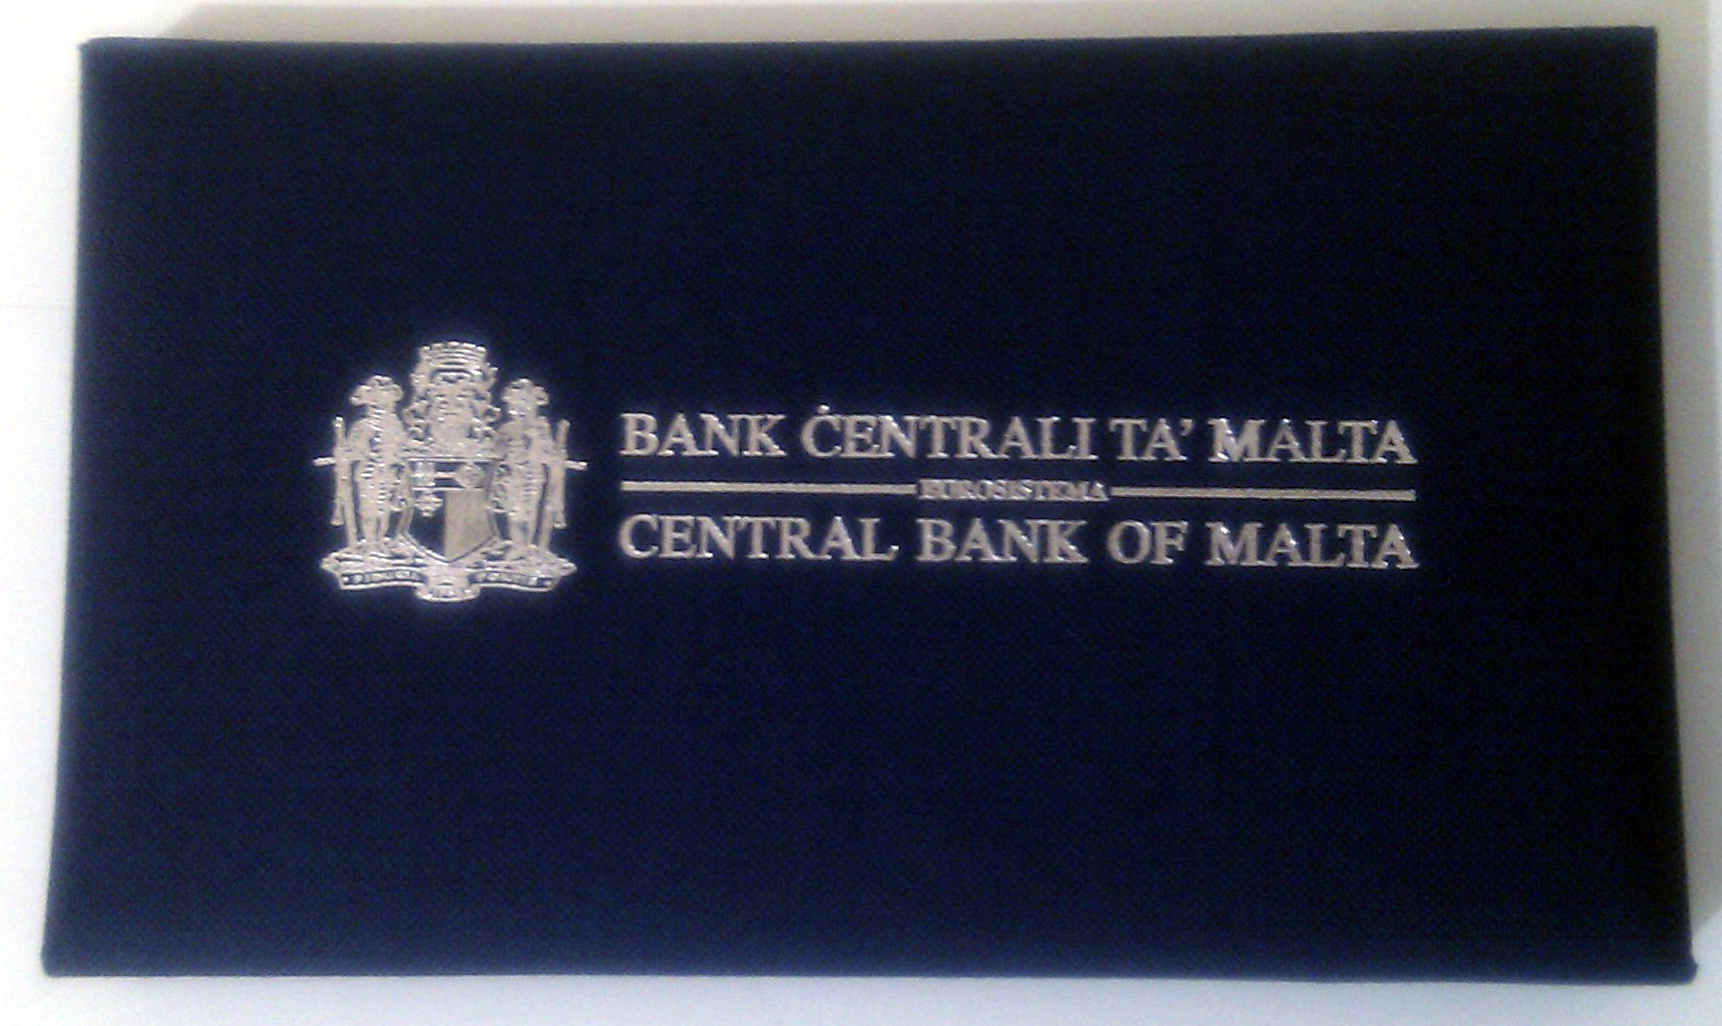 BANK ĊENTRALI TA' MALTA
EUROSISTEMA
CENTRAL BANK OF MALTA